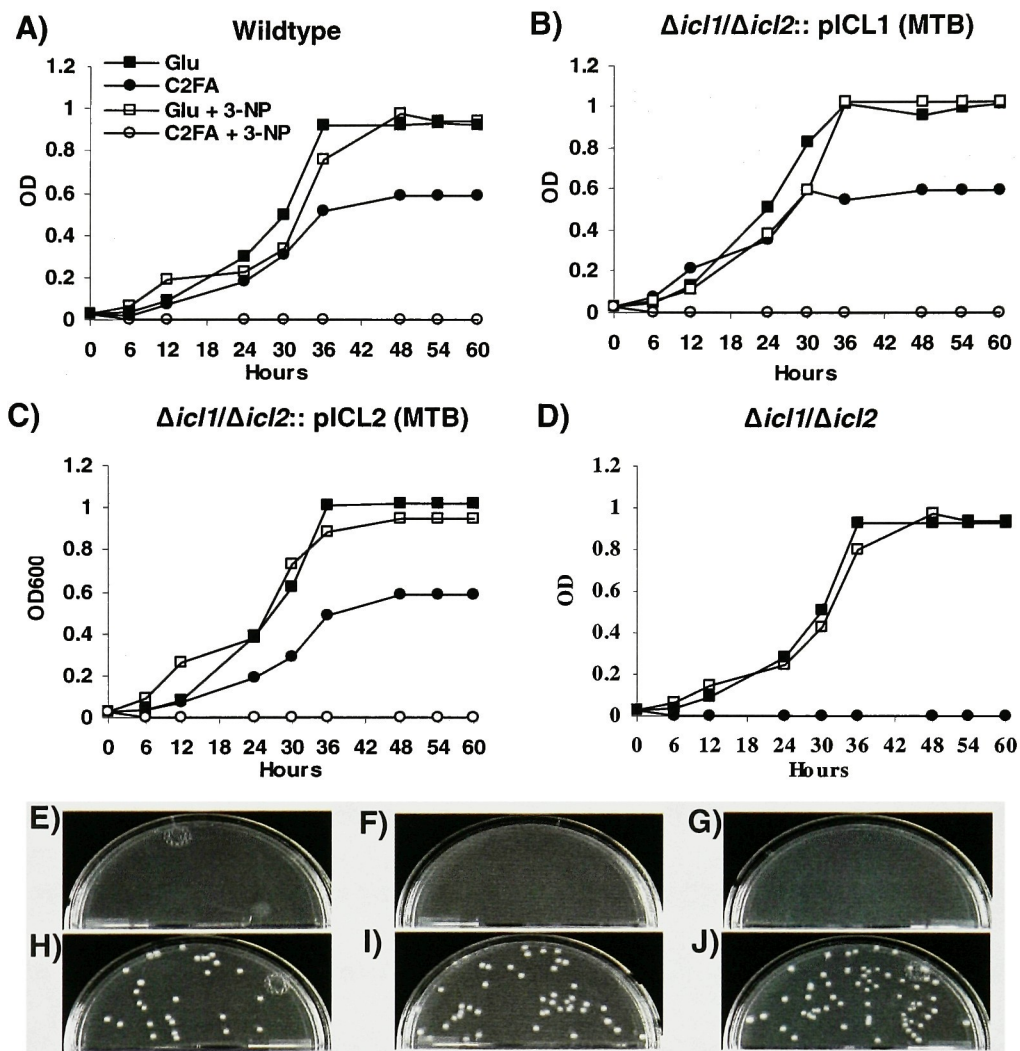 A)
Wildtype
Glu
C2FA
Glu + 3-NP
C2FA + 3-NP
OD
1.2
1
0.8
0.6
0.4
0.2
0
0 6 12 18 24 30 36 42 48 54 60
Hours
B)
Δicl1/Δicl2:: pICL1 (MTB)
OD
1.2
1
0.8
0.6
0.4
0.2
0
0 6 12 18 24 30 36 42 48 54 60
Hours
C)
Δicl1/Δicl2:: pICL2 (MTB)
OD600
1.2
1
0.8
0.6
0.4
0.2
0
0 6 12 18 24 30 36 42 48 54 60
Hours
D)
Δicl1/Δicl2
OD
1.2
1
0.8
0.6
0.4
0.2
0
0 6 12 18 24 30 36 42 48 54 60
Hours
E)
F)
G)
H)
I)
J)